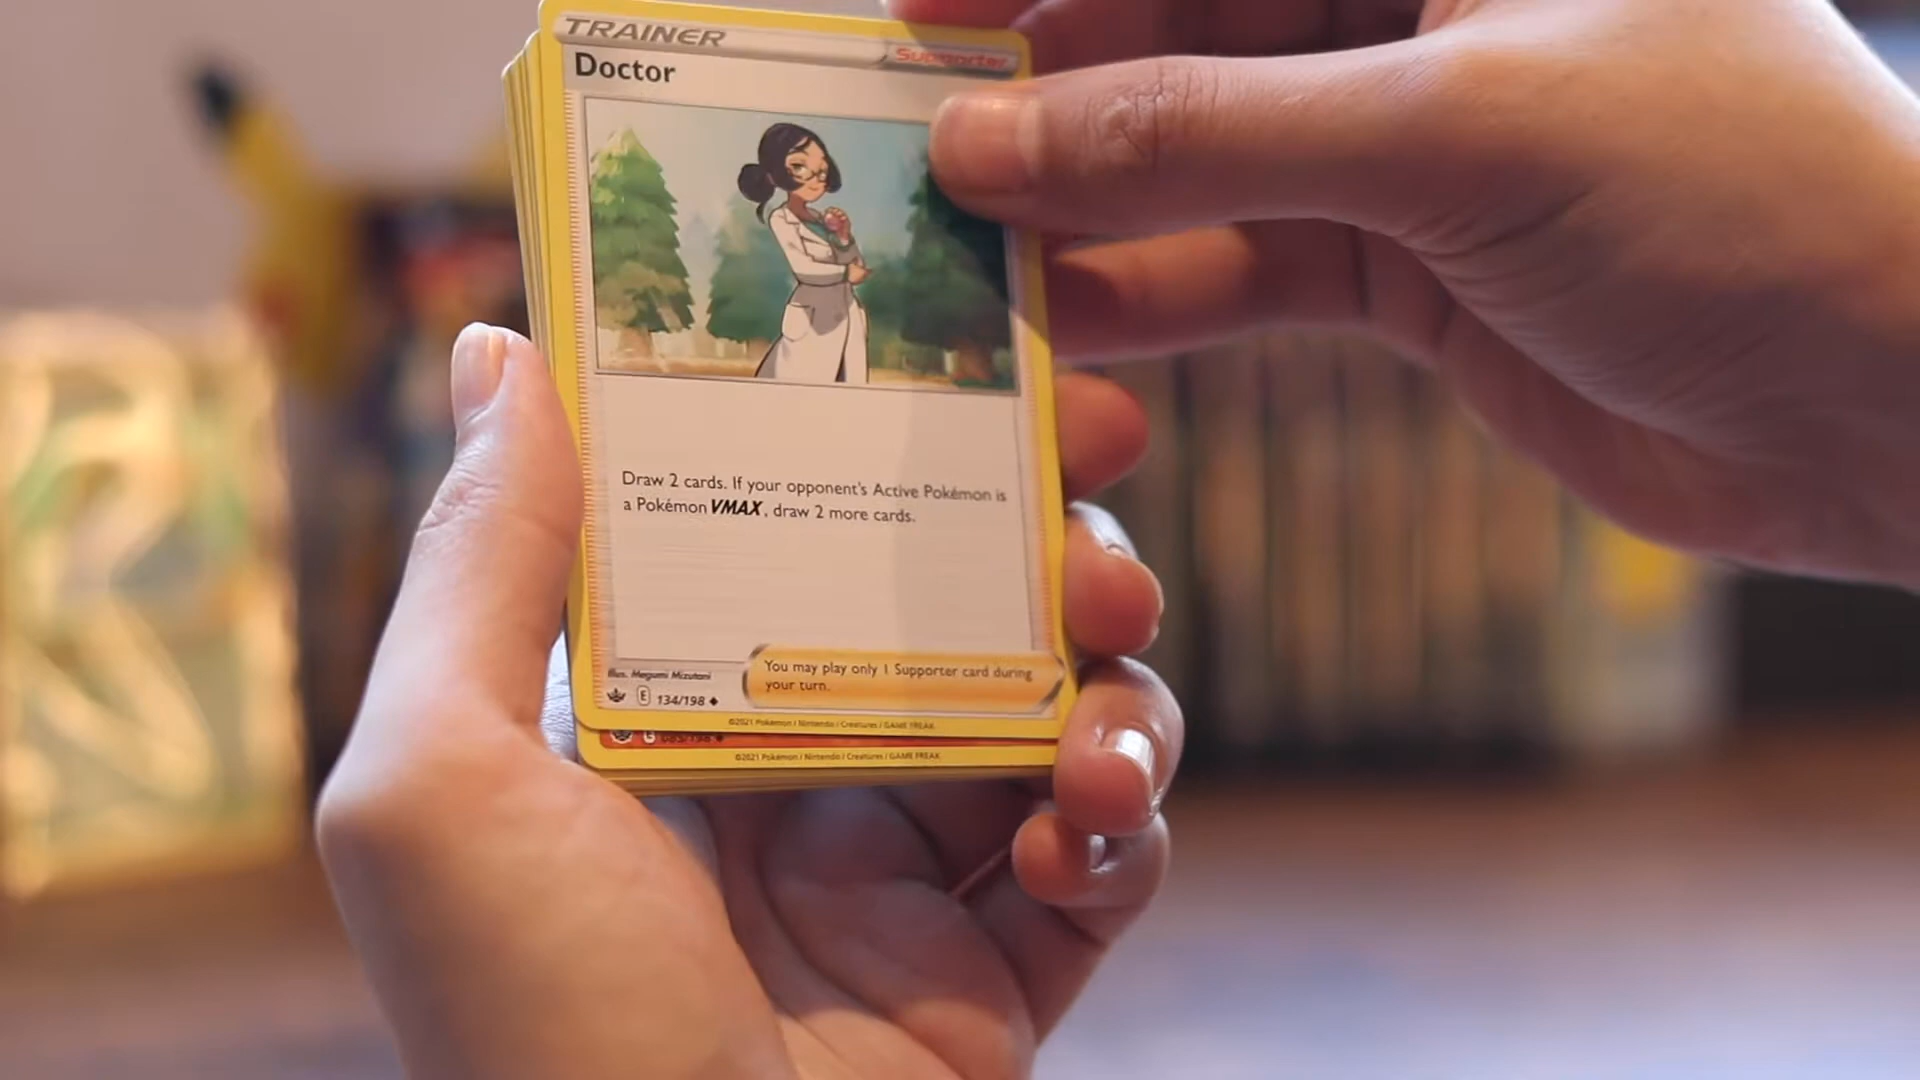 TRAINER
Supporter
Doctor
Draw 2 cards. If your opponent's Active Pokémon is
a Pokémon VMAX, draw 2 more cards.
You may play only 1 Supporter card during
your turn.
Illus. Megumi Mizutani
E 134/198
©2021 Pokémon / Nintendo / Creatures / GAME FREAK
E
©2021 Pokémon / Nintendo / Creatures / GAME FREAK